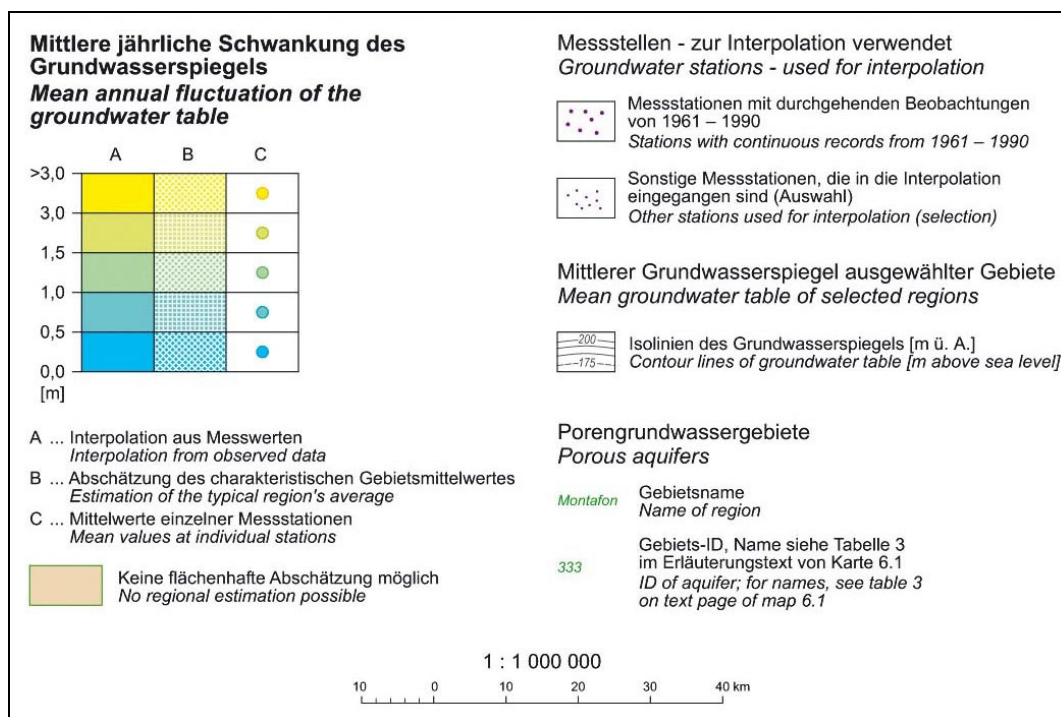 Mittlere jährliche Schwankung des
Grundwasserspiegels
Mean annual fluctuation of the
groundwater table
A B C
>3,0
3,0
1,5
1,0
0,5
0,0
[m]
A ... Interpolation aus Messwerten
Interpolation from observed data
B ... Abschätzung des charakteristischen Gebietsmittelwertes
Estimation of the typical region's average
C ... Mittelwerte einzelner Messstationen
Mean values at individual stations
Keine flächenhafte Abschätzung möglich
No regional estimation possible
Messstellen - zur Interpolation verwendet
Groundwater stations - used for interpolation
Messstationen mit durchgehenden Beobachtungen
von 1961 – 1990
Stations with continuous records from 1961 – 1990
Sonstige Messstationen, die in die Interpolation
eingegangen sind (Auswahl)
Other stations used for interpolation (selection)
Mittlerer Grundwasserspiegel ausgewählter Gebiete
Mean groundwater table of selected regions
200
175
Isolinien des Grundwasserspiegels [m ü. A.]
Contour lines of groundwater table [m above sea level]
Porengrundwassergebiete
Porous aquifers
Montafon
Gebietsname
Name of region
333
Gebiets-ID, Name siehe Tabelle 3
im Erläuterungstext von Karte 6.1
ID of aquifer; for names, see table 3
on text page of map 6.1
1 : 1 000 000
10 0 10 20 30 40 km